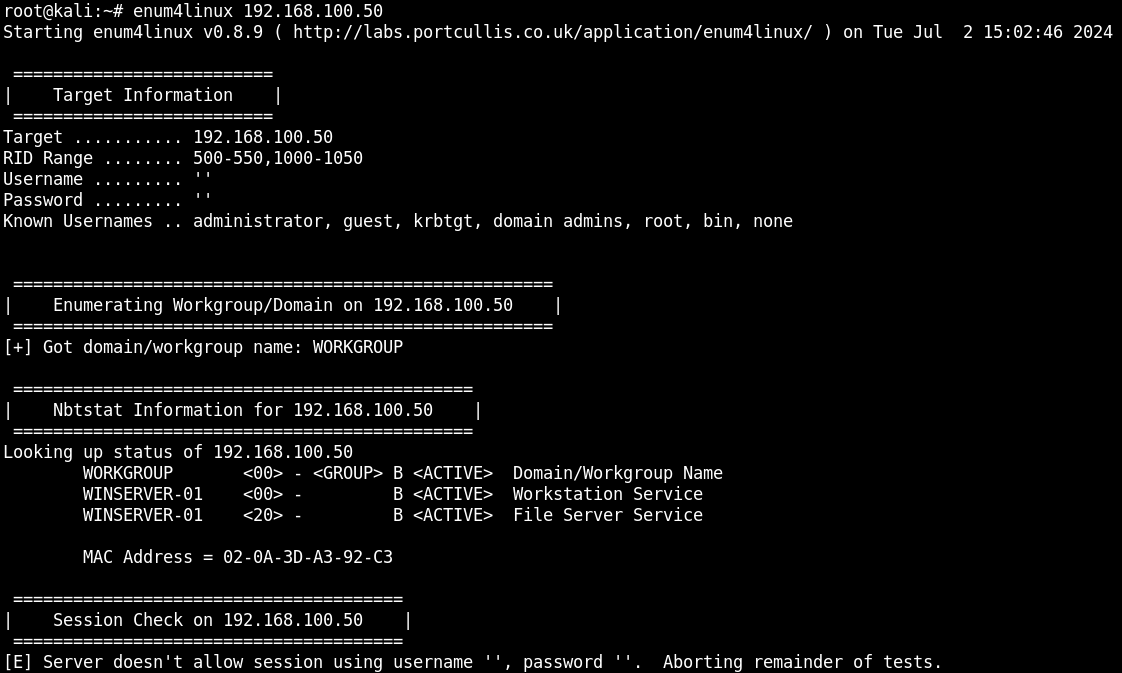 root@kali:~# enum4linux 192.168.100.50
Starting enum4linux v0.8.9 ( http://labs.portcullis.co.uk/application/enum4linux/ ) on Tue Jul  2 15:02:46 2024

 ==========================
|    Target Information    |
 ==========================
Target ........... 192.168.100.50
RID Range ........ 500-550,1000-1050
Username ......... ''
Password ......... ''
Known Usernames .. administrator, guest, krbtgt, domain admins, root, bin, none


 ======================================================
|    Enumerating Workgroup/Domain on 192.168.100.50    |
 ======================================================
[+] Got domain/workgroup name: WORKGROUP

 ==============================================
|    Nbtstat Information for 192.168.100.50    |
 ==============================================
Looking up status of 192.168.100.50
        WORKGROUP       <00> - <GROUP> B <ACTIVE>  Domain/Workgroup Name
        WINSERVER-01    <00> -         B <ACTIVE>  Workstation Service
        WINSERVER-01    <20> -         B <ACTIVE>  File Server Service

        MAC Address = 02-0A-3D-A3-92-C3

 =======================================
|    Session Check on 192.168.100.50    |
 =======================================
[E] Server doesn't allow session using username '', password ''.  Aborting remainder of tests.